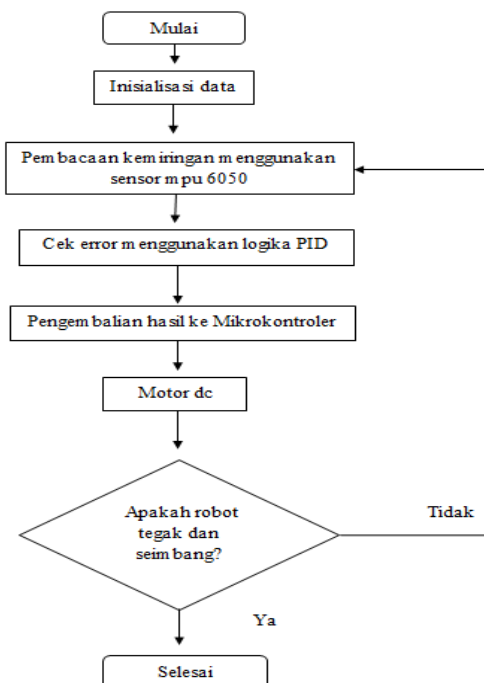 Mulai
Inisialisasi data
Pembacaan kemiringan menggunakan
sensor mpu 6050
Cek error menggunakan logika PID
Pengembalian hasil ke Mikrokontroler
Motor dc
Apakah robot
tegak dan
seimbang?
Tidak
Ya
Selesai